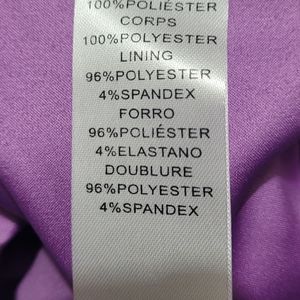 100%POLIÉSTER
CORPS
100%POLYESTER
LINING
96%POLYESTER
4%SPANDEX
FORRO
96%POLIÉSTER
4%ELASTANO
DOUBLURE
96%POLYESTER
4%SPANDEX